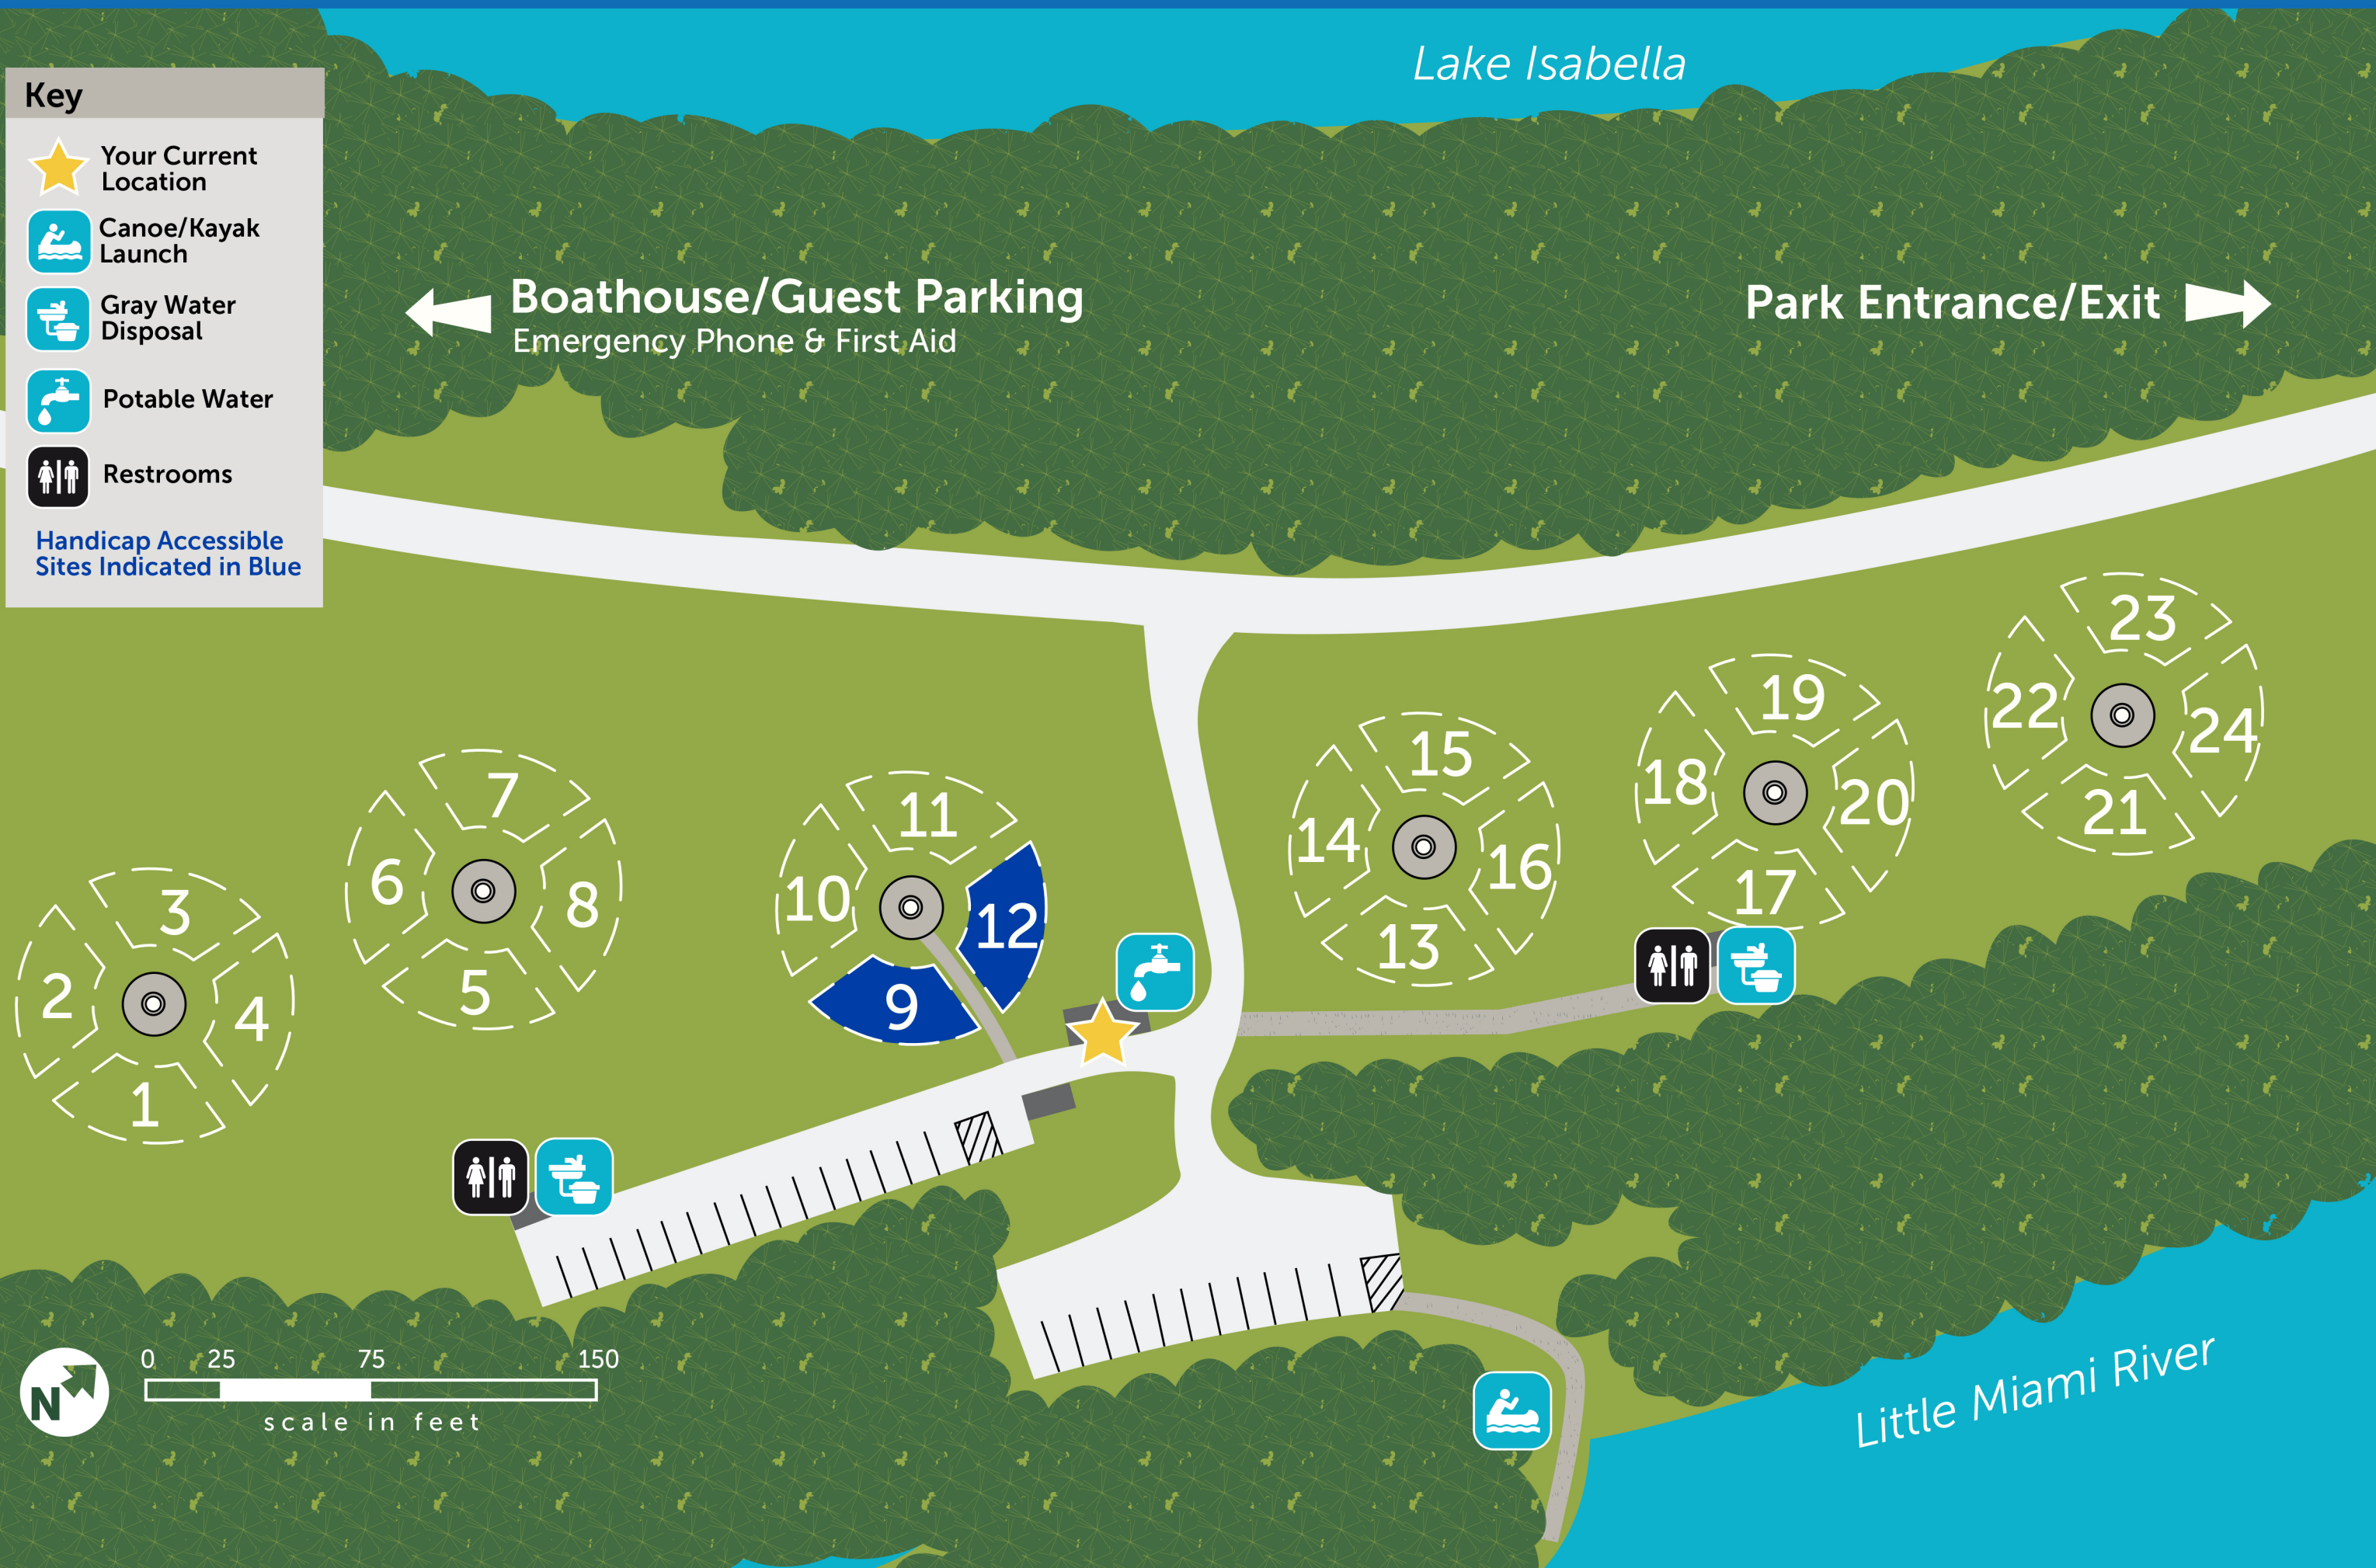 Lake Isabella
Key
Your Current
Location
Canoe/Kayak
Launch
Gray Water
Disposal
Potable Water
Restrooms
Handicap Accessible
Sites Indicated in Blue
Boathouse/Guest Parking
Emergency Phone & First Aid
Park Entrance/Exit
23
22
24
21
19
18
20
17
15
14
16
13
11
10
12
9
7
6
8
5
3
2
4
1
N
0 25 75 150
scale in feet
Little Miami River